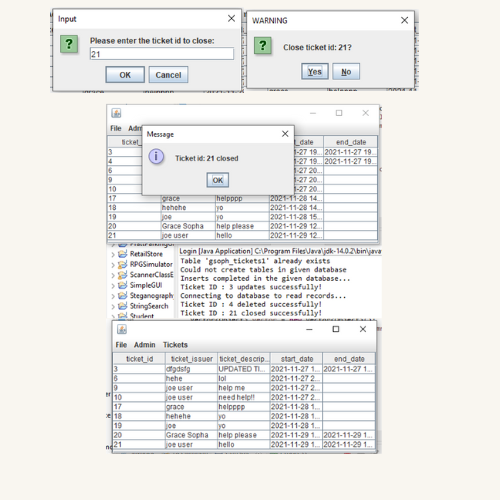 Input
Please enter the ticket id to close:
21
OK Cancel
WARNING
Close ticket id: 21?
Yes No
File Adm
ticket_ t_date end_date
3 2021-11-27 19... 2021-11-27 19...
4 2021-11-27 19... 2021-11-27 19...
6 2021-11-27 20...
9 2021-11-27 20...
10 2021-11-27 20...
Message
Ticket id: 21 closed
OK
17 grace helpppp 2021-11-28 14...
18 hehehe yo 2021-11-28 14...
19 joe yo 2021-11-28 15...
20 Grace Sopha help please 2021-11-29 12...
21 joe user hello 2021-11-29 12...
RetailStore
RPGSimulator
ScannerClassE
SimpleGUI
Steganograph
StringSearch
Student
Login [Java Application] C:\Program Files\Java\jdk-14.0.2\bin\java
Table 'gsoph_tickets1' already exists
Could not create tables in given database
Inserts completed in the given database...
Ticket ID : 3 updates successfully!
Connecting to database to read records...
Ticket ID : 4 deleted successfully!
Ticket ID : 21 closed successfully!
File Admin Tickets
ticket_id ticket_issuer ticket_descrip... start_date end_date
3 dfgdsfg UPDATED TI... 2021-11-27 1... 2021-11-27 1...
6 hehe lol 2021-11-27 2...
9 joe user help me 2021-11-27 2...
10 joe user need help!! 2021-11-27 2...
17 grace helpppp 2021-11-28 1...
18 hehehe yo 2021-11-28 1...
19 joe yo 2021-11-28 1...
20 Grace Sopha help please 2021-11-29 1... 2021-11-29 1...
21 joe user hello 2021-11-29 1... 2021-11-29 1...